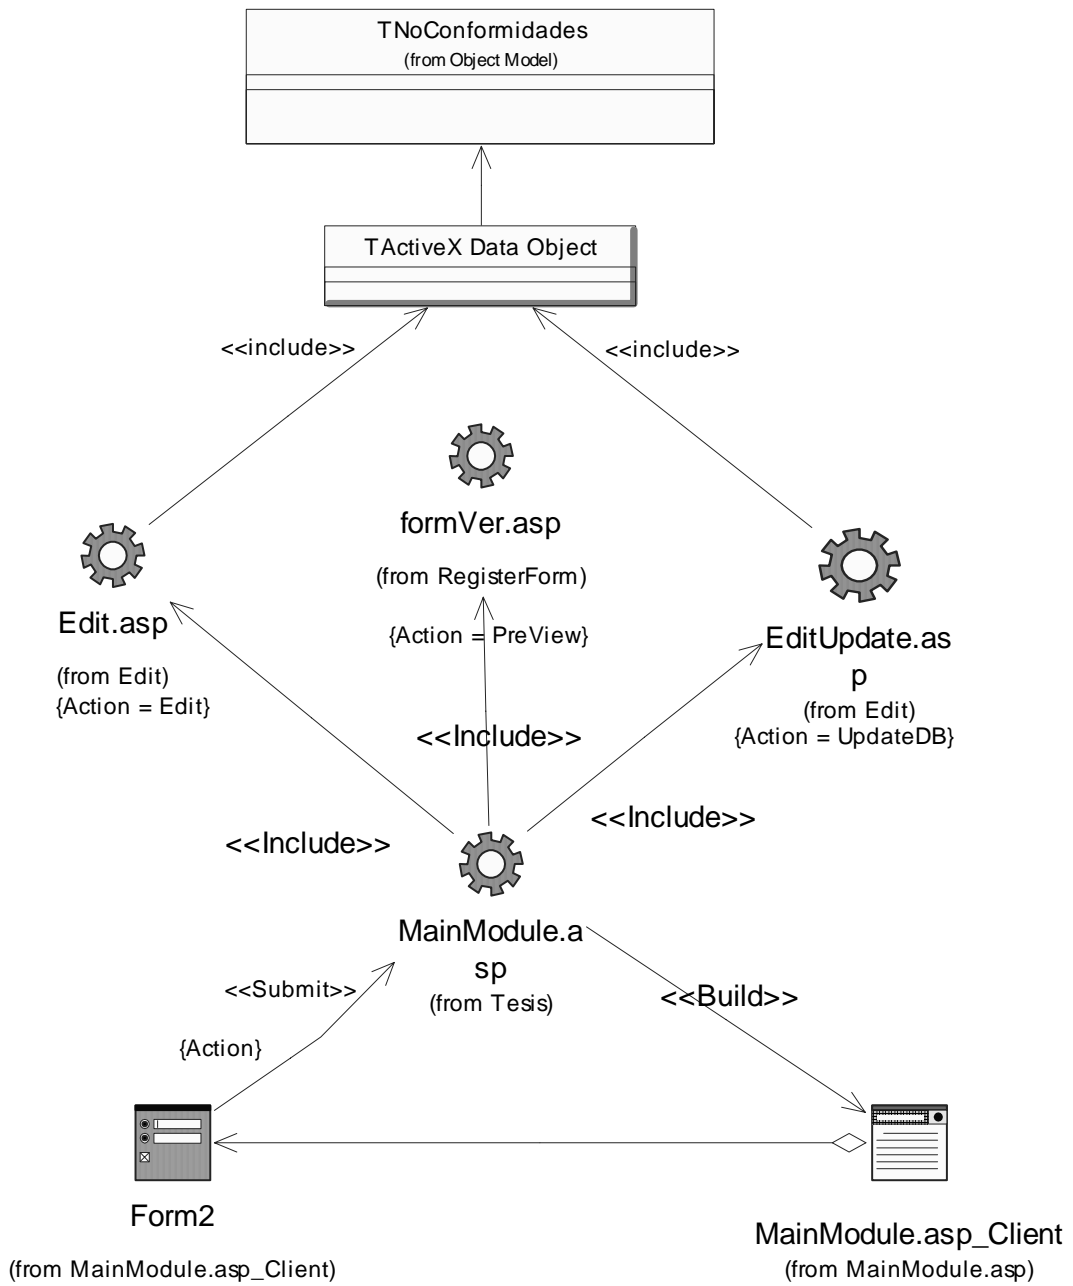 TNoConformidades
(from Object Model)
TActiveX Data Object
<<include>>
<<include>>
formVer.asp
(from RegisterForm)
{Action = PreView}
Edit.asp
(from Edit)
{Action = Edit}
EditUpdate.as
p
(from Edit)
{Action = UpdateDB}
<<Include>>
<<Include>>
<<Include>>
MainModule.a
sp
(from Tesis)
<<Submit>>
{Action}
<<Build>>
Form2
(from MainModule.asp_Client)
MainModule.asp_Client
(from MainModule.asp)